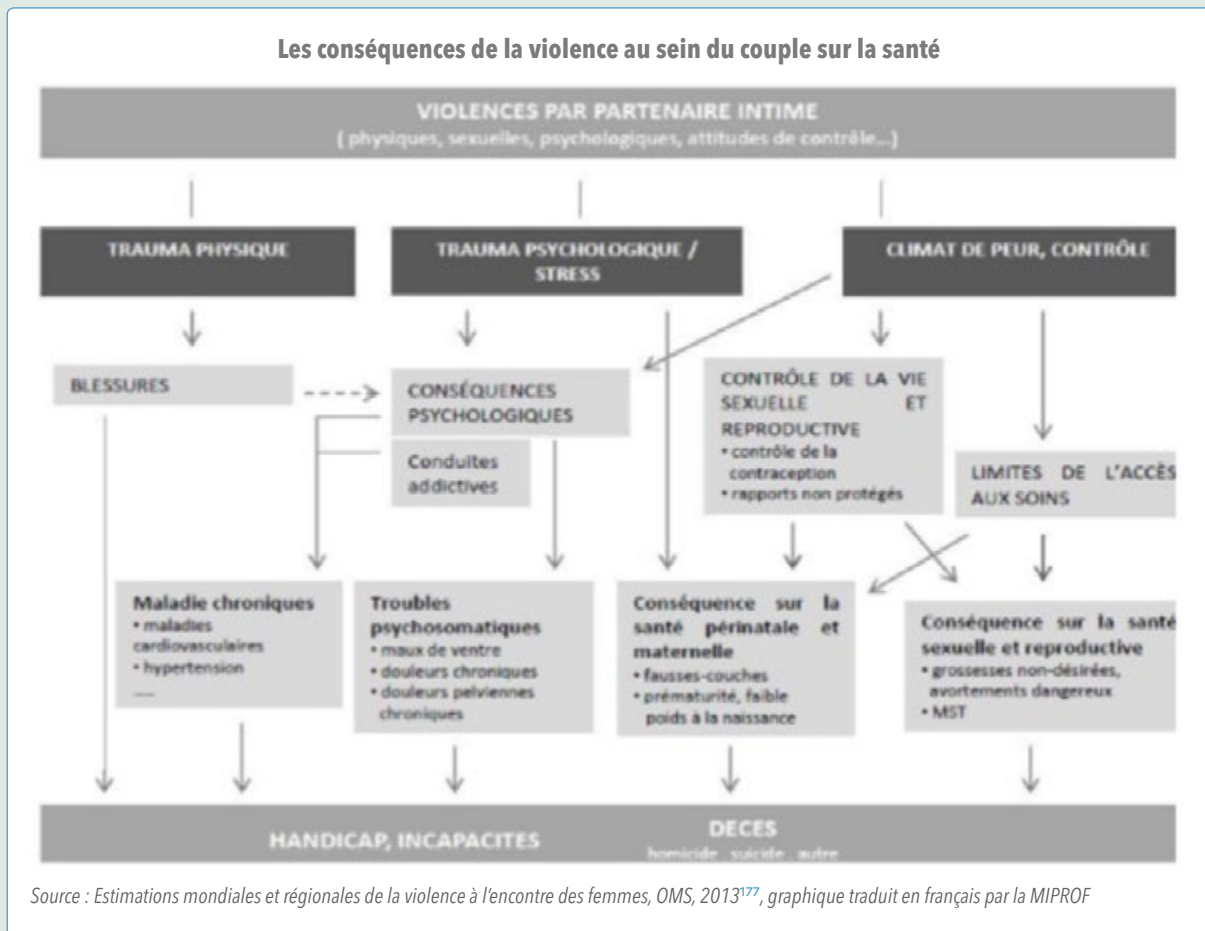 Les conséquences de la violence au sein du couple sur la santé
VIOLENCES PAR PARTENAIRE INTIME
( physiques, sexuelles, psychologiques, attitudes de contrôle...)
TRAUMA PHYSIQUE
TRAUMA PSYCHOLOGIQUE /
STRESS
CLIMAT DE PEUR, CONTRÔLE
BLESSURES
CONSÉQUENCES
PSYCHOLOGIQUES
Conduites
addictives
CONTRÔLE DE LA VIE
SEXUELLE ET
REPRODUCTIVE
• contrôle de la
contraception
• rapports non protégés
LIMITES DE L'ACCÈS
AUX SOINS
Maladie chroniques
• maladies
cardiovasculaires
• hypertension
.....
Troubles
psychosomatiques
• maux de ventre
• douleurs chroniques
• douleurs pelviennes
chroniques
Conséquence sur la
santé périnatale et
maternelle
• fausses-couches
• prématurité, faible
poids à la naissance
Conséquence sur la santé
sexuelle et reproductive
• grossesses non-désirées,
avortements dangereux
• MST
HANDICAP, INCAPACITES
DECES
homicide . suicide . autre
Source : Estimations mondiales et régionales de la violence à l'encontre des femmes, OMS, 2013177, graphique traduit en français par la MIPROF